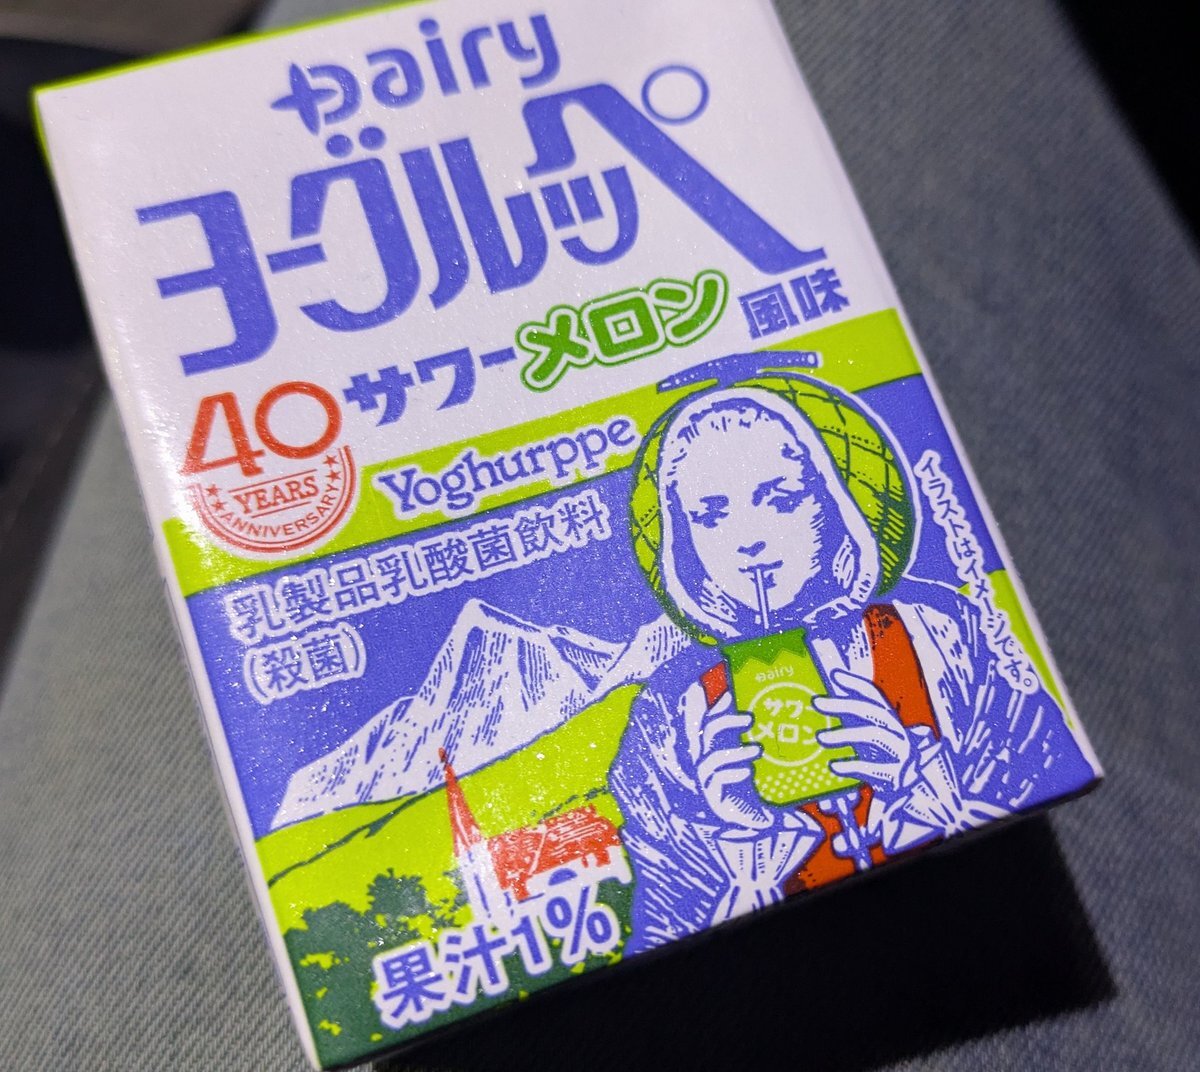 Dairy
ヨーグルッペ
サワーメロン風味
40
YEARS
ANNIVERSARY
Yoghurppe
乳製品乳酸菌飲料
(殺菌)
イラストはイメージです。
Dairy
サワー
メロン
果汁1%